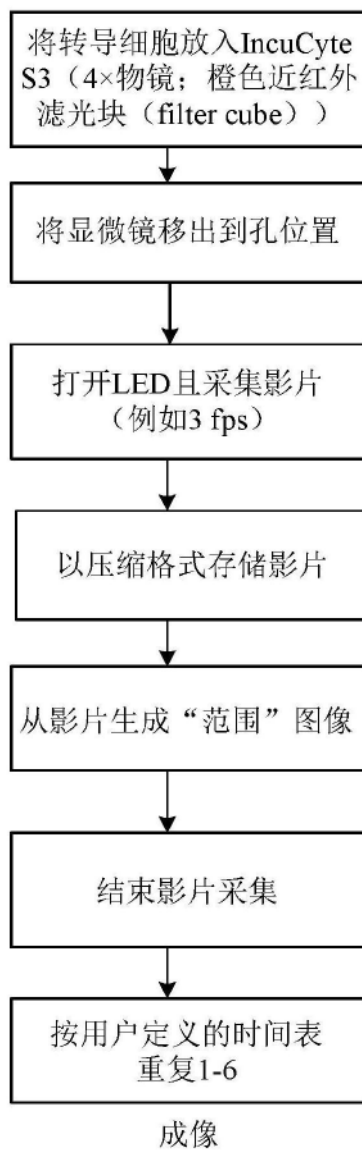 将转导细胞放入IncuCyte
S3（4×物镜；橙色近红外
滤光块（filter cube））
将显微镜移出到孔位置
打开LED且采集影片
（例如3 fps）
以压缩格式存储影片
从影片生成“范围”图像
结束影片采集
按用户定义的时间表
重复1-6
成像